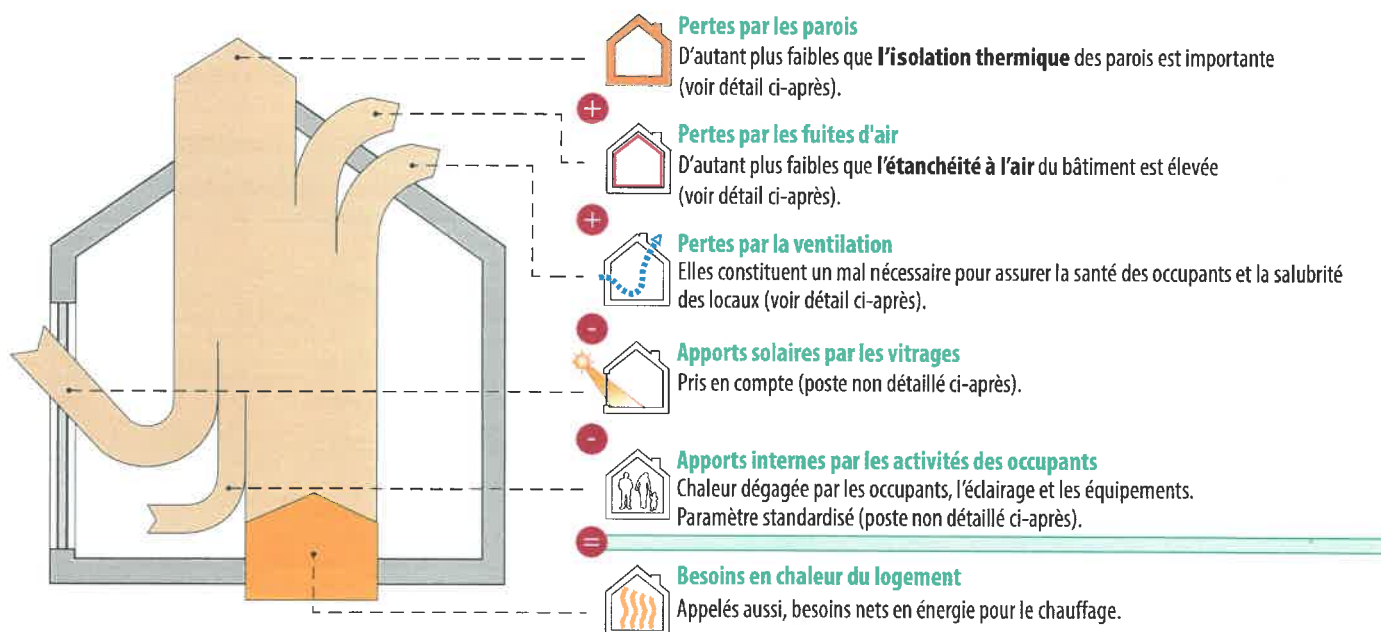 Pertes par les parois
D'autant plus faibles que l'isolation thermique des parois est importante
(voir détail ci-après).
+
Pertes par les fuites d'air
D'autant plus faibles que l'étanchéité à l'air du bâtiment est élevée
(voir détail ci-après).
+
Pertes par la ventilation
Elles constituent un mal nécessaire pour assurer la santé des occupants et la salubrité
des locaux (voir détail ci-après).
-
Apports solaires par les vitrages
Pris en compte (poste non détaillé ci-après).
-
Apports internes par les activités des occupants
Chaleur dégagée par les occupants, l'éclairage et les équipements.
Paramètre standardisé (poste non détaillé ci-après).
=
Besoins en chaleur du logement
Appelés aussi, besoins nets en énergie pour le chauffage.